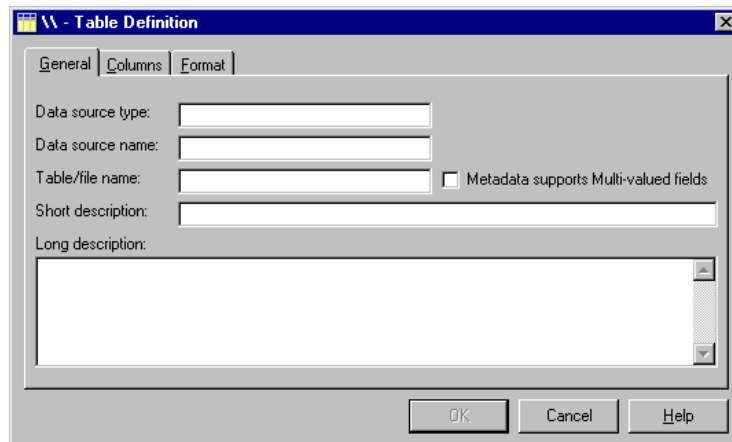 \\ - Table Definition
General Columns Format
Data source type:
Data source name:
Table/file name: Metadata supports Multi-valued fields
Short description:
Long description:
OK Cancel Help